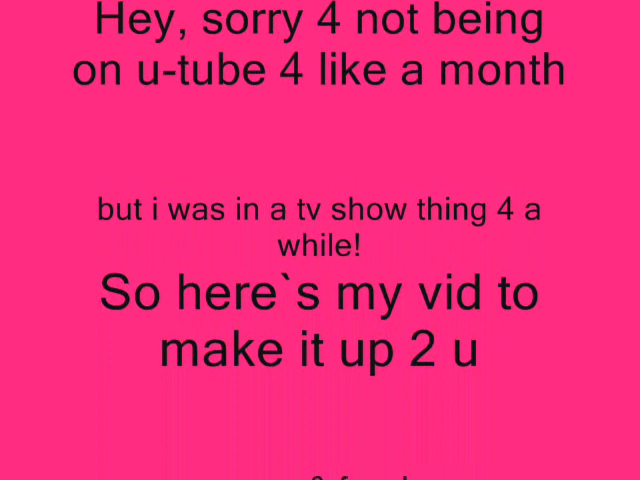 Hey, sorry 4 not being
on u-tube 4 like a month
but i was in a tv show thing 4 a
while!
So here`s my vid to
make it up 2 u